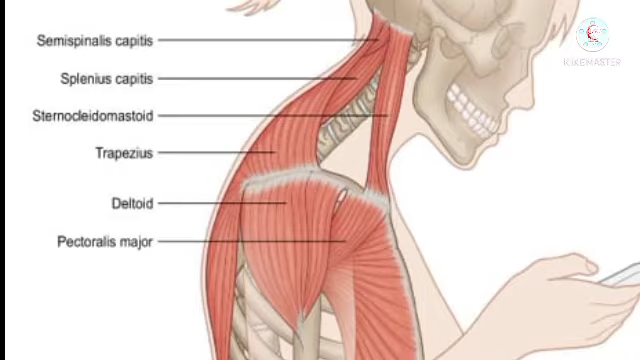 Semispinalis capitis
Splenius capitis
Sternocleidomastoid
Trapezius
Deltoid
Pectoralis major
KINEMASTER